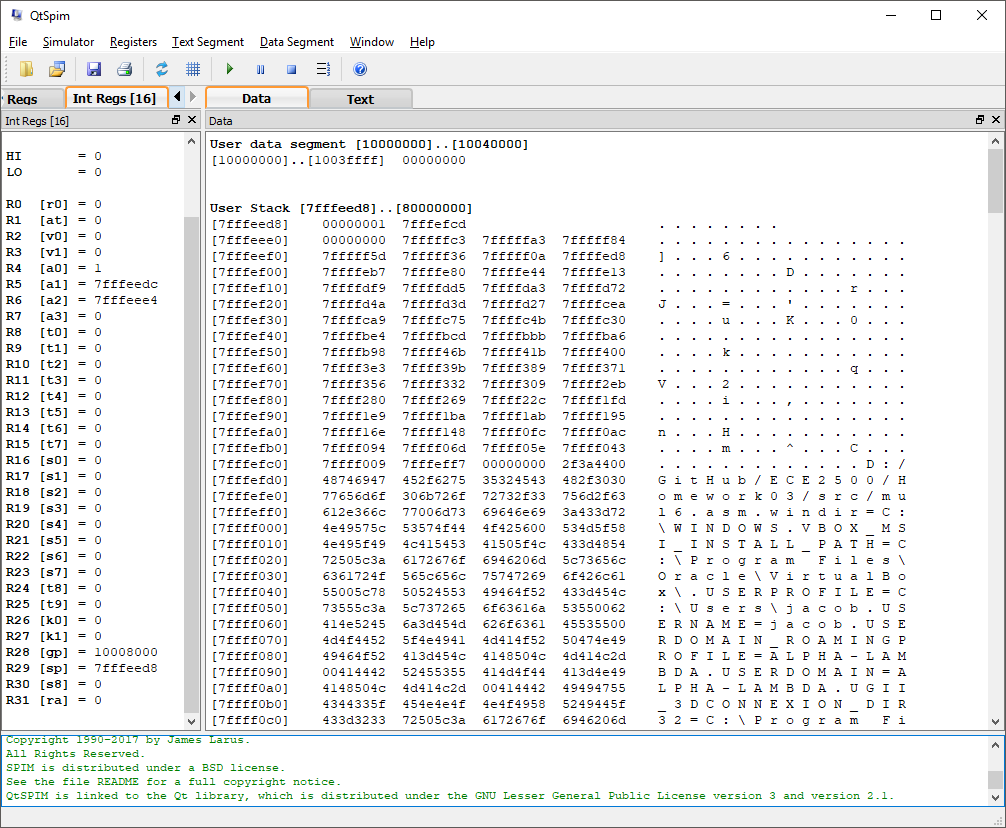 QtSpim
File Simulator Registers Text Segment Data Segment Window Help
Regs Int Regs [16] Data Text
Int Regs [16]
HI = 0
LO = 0
R0 [r0] = 0
R1 [at] = 0
R2 [v0] = 0
R3 [v1] = 0
R4 [a0] = 1
R5 [a1] = 7fffeedc
R6 [a2] = 7fffeee4
R7 [a3] = 0
R8 [t0] = 0
R9 [t1] = 0
R10 [t2] = 0
R11 [t3] = 0
R12 [t4] = 0
R13 [t5] = 0
R14 [t6] = 0
R15 [t7] = 0
R16 [s0] = 0
R17 [s1] = 0
R18 [s2] = 0
R19 [s3] = 0
R20 [s4] = 0
R21 [s5] = 0
R22 [s6] = 0
R23 [s7] = 0
R24 [t8] = 0
R25 [t9] = 0
R26 [k0] = 0
R27 [k1] = 0
R28 [gp] = 10008000
R29 [sp] = 7fffeed8
R30 [s8] = 0
R31 [ra] = 0
Data
User data segment [10000000]..[10040000]
[10000000]..[1003ffff] 00000000
User Stack [7fffeed8]..[80000000]
[7fffeed8] 00000001 7fffefcd . . . . . . . .
[7fffeee0] 00000000 7fffffc3 7fffffa3 7fffff84 . . . . . . . . . . . . . . . .
[7fffeef0] 7fffff5d 7fffff36 7fffff0a 7ffffed8 ] . . . 6 . . . . . . . . . . .
[7fffef00] 7ffffeb7 7ffffe80 7ffffe44 7ffffe13 . . . . . . . . D . . . . . . .
[7fffef10] 7ffffdf9 7ffffdd5 7ffffda3 7ffffd72 . . . . . . . . . . . . r . . .
[7fffef20] 7ffffd4a 7ffffd3d 7ffffd27 7ffffcea J . . . = . . . ' . . . . . . .
[7fffef30] 7ffffca9 7ffffc75 7ffffc4b 7ffffc30 . . . . u . . . K . . . 0 . . .
[7fffef40] 7ffffbe4 7ffffbcd 7ffffbbb 7ffffba6 . . . . . . . . . . . . . . . .
[7fffef50] 7ffffb98 7ffff46b 7ffff41b 7ffff400 . . . . k . . . . . . . . . . .
[7fffef60] 7ffff3e3 7ffff39b 7ffff389 7ffff371 . . . . . . . . . . . . q . . .
[7fffef70] 7ffff356 7ffff332 7ffff309 7ffff2eb V . . . 2 . . . . . . . . . . .
[7fffef80] 7ffff280 7ffff269 7ffff22c 7ffff1fd . . . . i . . . , . . . . . . .
[7fffef90] 7ffff1e9 7ffff1ba 7ffff1ab 7ffff195 . . . . . . . . . . . . . . . .
[7fffefa0] 7ffff16e 7ffff148 7ffff0fc 7ffff0ac n . . . H . . . . . . . . . . .
[7fffefb0] 7ffff094 7ffff06d 7ffff05e 7ffff043 . . . . m . . . ^ . . . C . . .
[7fffefc0] 7ffff009 7fffeff7 00000000 2f3a4400 . . . . . . . . . . . . . D : /
[7fffefd0] 48746947 452f6275 35324543 482f3030 G i t H u b / E C E 2 5 0 0 / H
[7fffefe0] 77656d6f 306b726f 72732f33 756d2f63 o m e w o r k 0 3 / s r c / m u
[7fffeff0] 612e366c 77006d73 69646e69 3a433d72 l 6 . a s m . w i n d i r = C :
[7ffff000] 4e49575c 53574f44 4f425600 534d5f58 \ W I N D O W S . V B O X _ M S
[7ffff010] 4e495f49 4c415453 41505f4c 433d4854 I _ I N S T A L L _ P A T H = C
[7ffff020] 72505c3a 6172676f 6946206d 5c73656c : \ P r o g r a m F i l e s \
[7ffff030] 6361724f 565c656c 75747269 6f426c61 O r a c l e \ V i r t u a l B o
[7ffff040] 55005c78 50524553 49464f52 433d454c x \ . U S E R P R O F I L E = C
[7ffff050] 73555c3a 5c737265 6f63616a 53550062 : \ U s e r s \ j a c o b . U S
[7ffff060] 414e5245 6a3d454d 626f6361 45535500 E R N A M E = j a c o b . U S E
[7ffff070] 4d4f4452 5f4e4941 4d414f52 50474e49 R D O M A I N _ R O A M I N G P
[7ffff080] 49464f52 413d454c 4148504c 4d414c2d R O F I L E = A L P H A - L A M
[7ffff090] 00414442 52455355 414d4f44 413d4e49 B D A . U S E R D O M A I N = A
[7ffff0a0] 4148504c 4d414c2d 00414442 49494755 L P H A - L A M B D A . U G I I
[7ffff0b0] 4344335f 454e4e4f 4e4f4958 5249445f _ 3 D C O N N E X I O N _ D I R
[7ffff0c0] 433d3233 72505c3a 6172676f 6946206d 3 2 = C : \ P r o g r a m F i
Copyright 1990-2017 by James Larus.
All Rights Reserved.
SPIM is distributed under a BSD license.
See the file README for a full copyright notice.
QtSPIM is linked to the Qt library, which is distributed under the GNU Lesser General Public License version 3 and version 2.1.